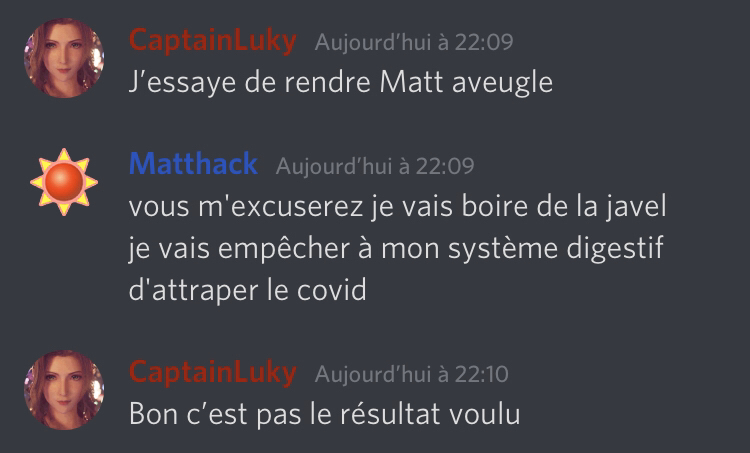 CaptainLuky Aujourd’hui à 22:09
J’essaye de rendre Matt aveugle
Matthack Aujourd’hui à 22:09
vous m'excuserez je vais boire de la javel
je vais empêcher à mon système digestif
d'attraper le covid
CaptainLuky Aujourd’hui à 22:10
Bon c’est pas le résultat voulu